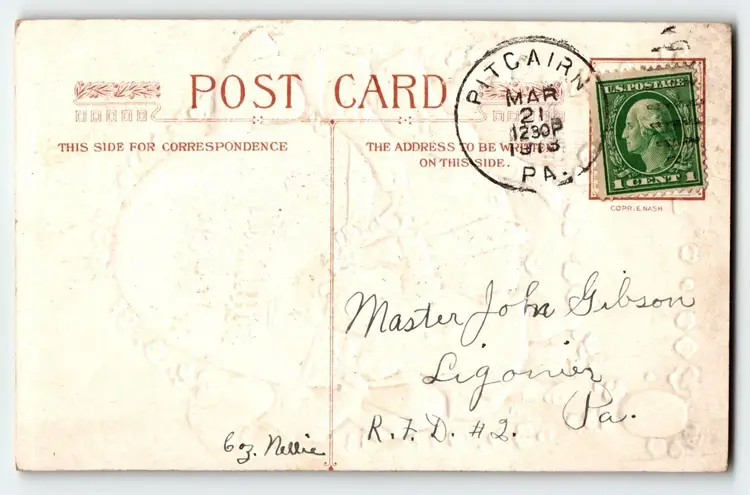 POST CARD
THIS SIDE FOR CORRESPONDENCE
THE ADDRESS TO BE WRITTEN
ON THIS SIDE.
PITCAIRN
MAR
21
1230P
1913
PA.
U.S. POSTAGE
1 CENT 1
COPR. E. NASH
Master John Gibson
Ligonier
Pa.
R.F.D. #2.
Coz. Nellie